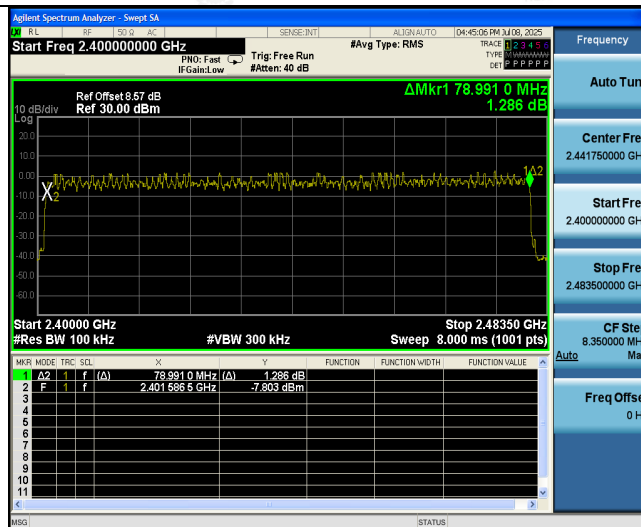 Agilent Spectrum Analyzer - Swept SA
RL RF 50 Ω AC SENSE:INT ALIGN AUTO 04:45:06 PM Jul 08, 2025
Start Freq 2.400000000 GHz
PNO: Fast
IFGain:Low
Trig: Free Run
#Atten: 40 dB
#Avg Type: RMS
TRACE 1 2 3 4 5 6
TYPE M
DET P P P P P P
Frequency
Ref Offset 8.57 dB
10 dB/div Ref 30.00 dBm
Log
ΔMkr1 78.991 0 MHz
1.286 dB
20.0
10.0
0.00
-10.0
-20.0
-30.0
-40.0
-50.0
-60.0
X2
1Δ2
Start 2.40000 GHz Stop 2.48350 GHz
#Res BW 100 kHz #VBW 300 kHz Sweep 8.000 ms (1001 pts)
MKR MODE TRC SCL X Y FUNCTION FUNCTION WIDTH FUNCTION VALUE
1 Δ2 1 f (Δ) 78.991 0 MHz (Δ) 1.286 dB
2 F 1 f 2.401 586 5 GHz -7.803 dBm
3
4
5
6
7
8
9
10
11
MSG STATUS
Auto Tun
Center Fre
2.441750000 GH
Start Fre
2.400000000 GH
Stop Fre
2.483500000 GH
CF Ste
8.350000 MH
Auto Ma
Freq Offse
0 H